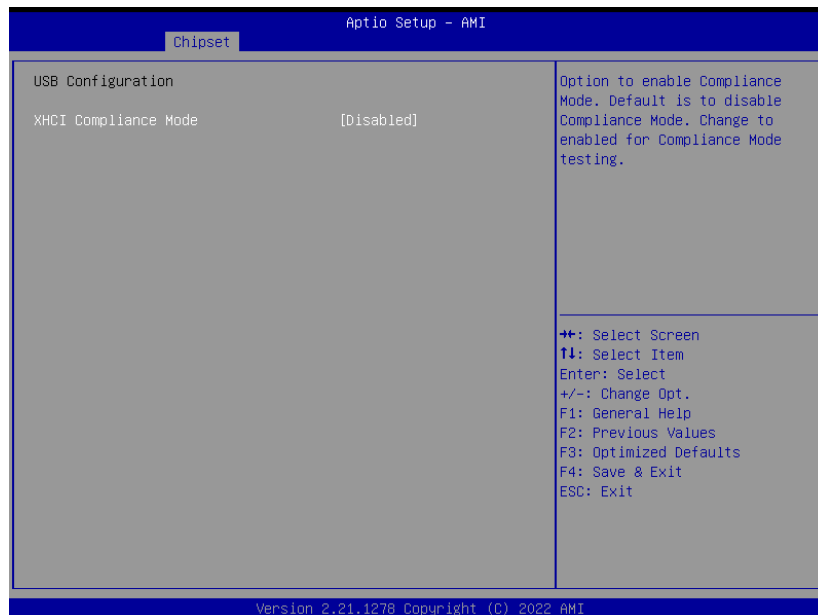 Aptio Setup – AMI
Chipset
USB Configuration
XHCI Compliance Mode [Disabled]
Option to enable Compliance
Mode. Default is to disable
Compliance Mode. Change to
enabled for Compliance Mode
testing.
→←: Select Screen
↑↓: Select Item
Enter: Select
+/-: Change Opt.
F1: General Help
F2: Previous Values
F3: Optimized Defaults
F4: Save & Exit
ESC: Exit
Version 2.21.1278 Copyright (C) 2022 AMI